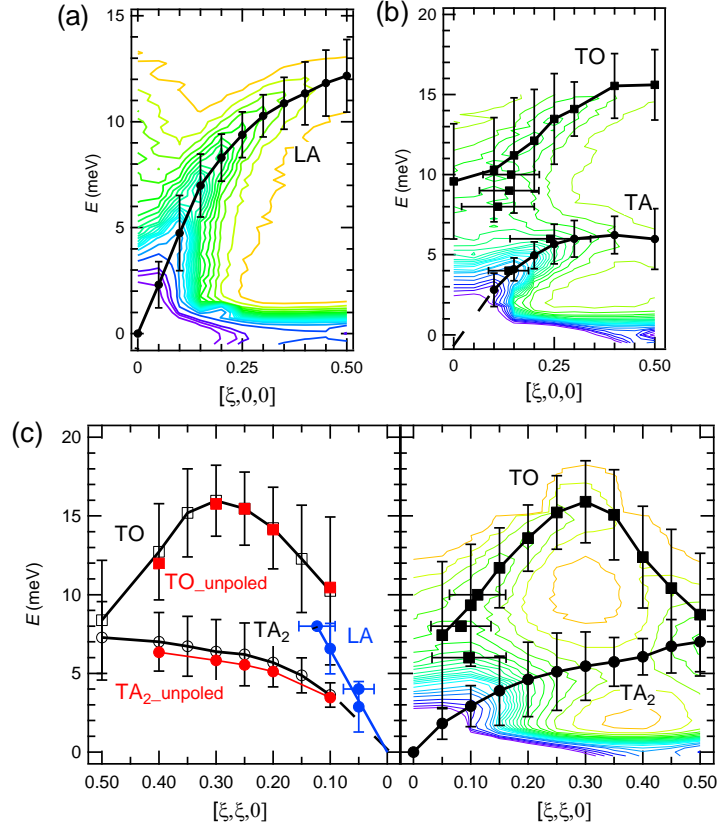 (a)
15
10
5
0
E (meV)
LA
0
0.25
0.50
[ξ,0,0]
(b)
20
15
10
5
0
E (meV)
TO
TA
0
0.25
0.50
[ξ,0,0]
(c)
20
15
10
5
0
E (meV)
TO
TO_unpoled
TA2
LA
TA2_unpoled
0.50
0.40
0.30
0.20
0.10
[ξ,ξ,0]
TO
TA2
0.00
0.10
0.20
0.30
0.40
0.50
[ξ,ξ,0]